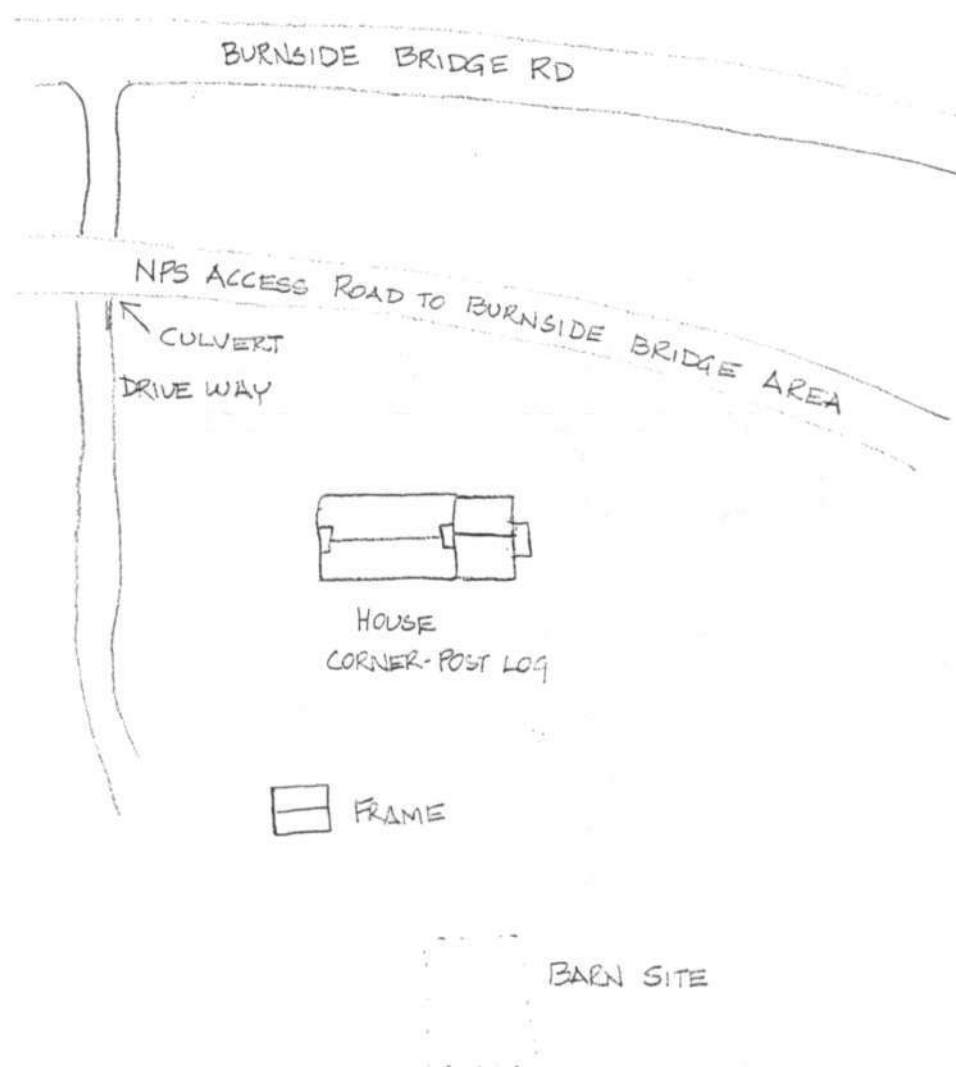 BURNSIDE BRIDGE RD
NPS ACCESS ROAD TO BURNSIDE BRIDGE AREA
CULVERT
DRIVE WAY
HOUSE
CORNER-POST LOG
FRAME
BARN SITE